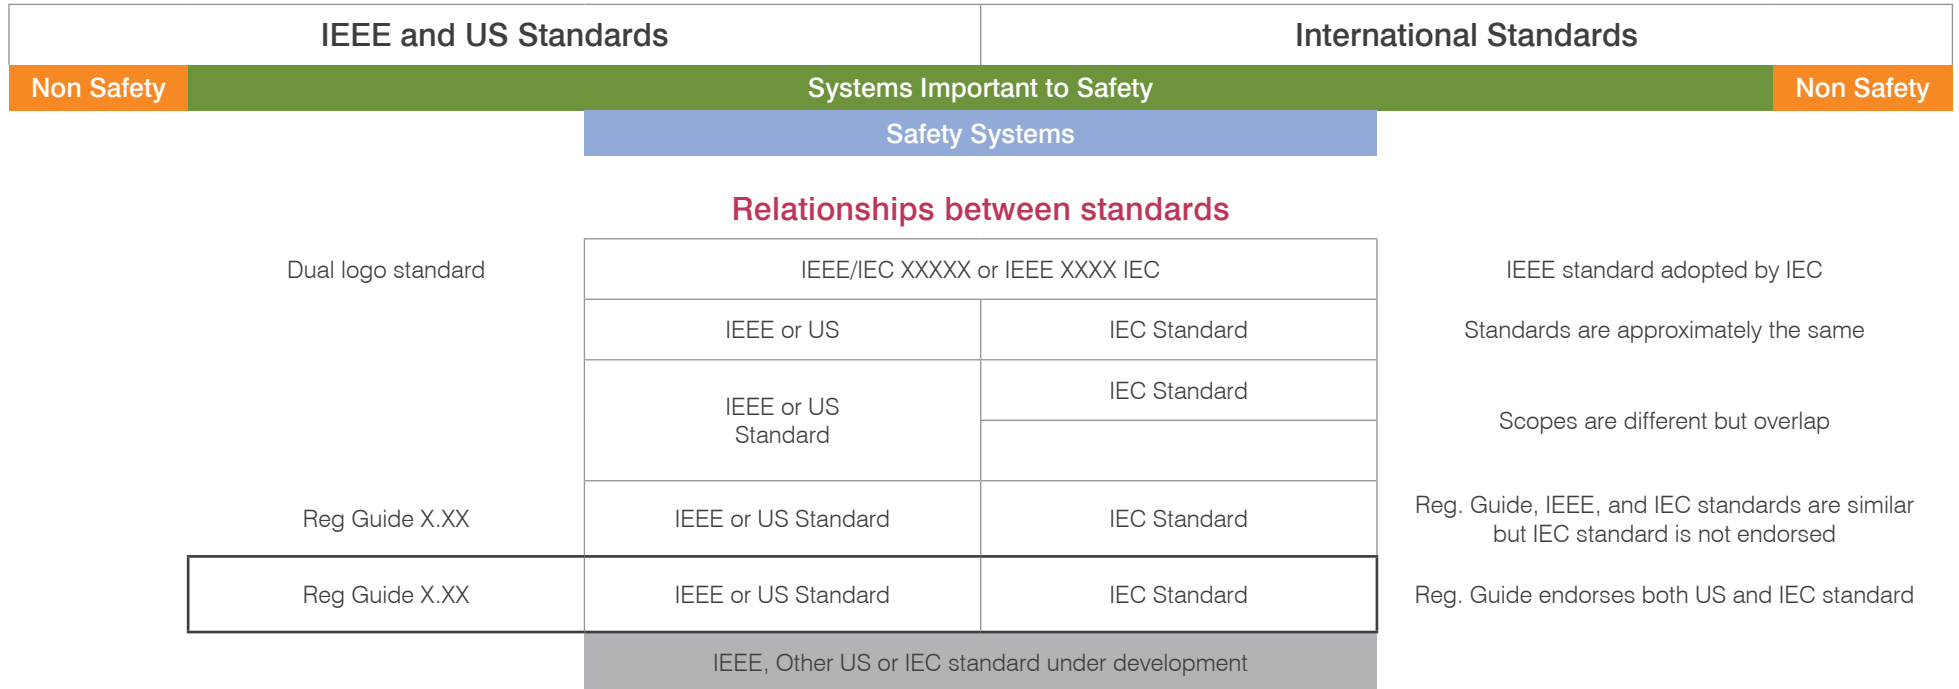 IEEE and US Standards
International Standards
Non Safety
Systems Important to Safety
Non Safety
Safety Systems
Relationships between standards
Dual logo standard
IEEE/IEC XXXXX or IEEE XXXX IEC
IEEE standard adopted by IEC
IEEE or US
IEC Standard
Standards are approximately the same
IEEE or US
Standard
IEC Standard
Scopes are different but overlap
Reg Guide X.XX
IEEE or US Standard
IEC Standard
Reg. Guide, IEEE, and IEC standards are similar
but IEC standard is not endorsed
Reg Guide X.XX
IEEE or US Standard
IEC Standard
Reg. Guide endorses both US and IEC standard
IEEE, Other US or IEC standard under development